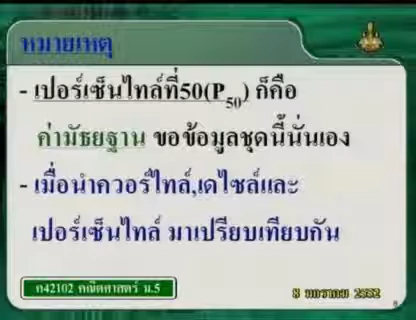 หมายเหตุ
- เปอร์เซ็นไทล์ที่50(P50) ก็คือ
ค่ามัธยฐาน ขอข้อมูลชุดนี้นั่นเอง
- เมื่อนำควอร์ไทล์,เดไซล์และ
เปอร์เซ็นไทล์ มาเปรียบเทียบกัน
ค42102 คณิตศาสตร์ ม.5
8 มกราคม 2552